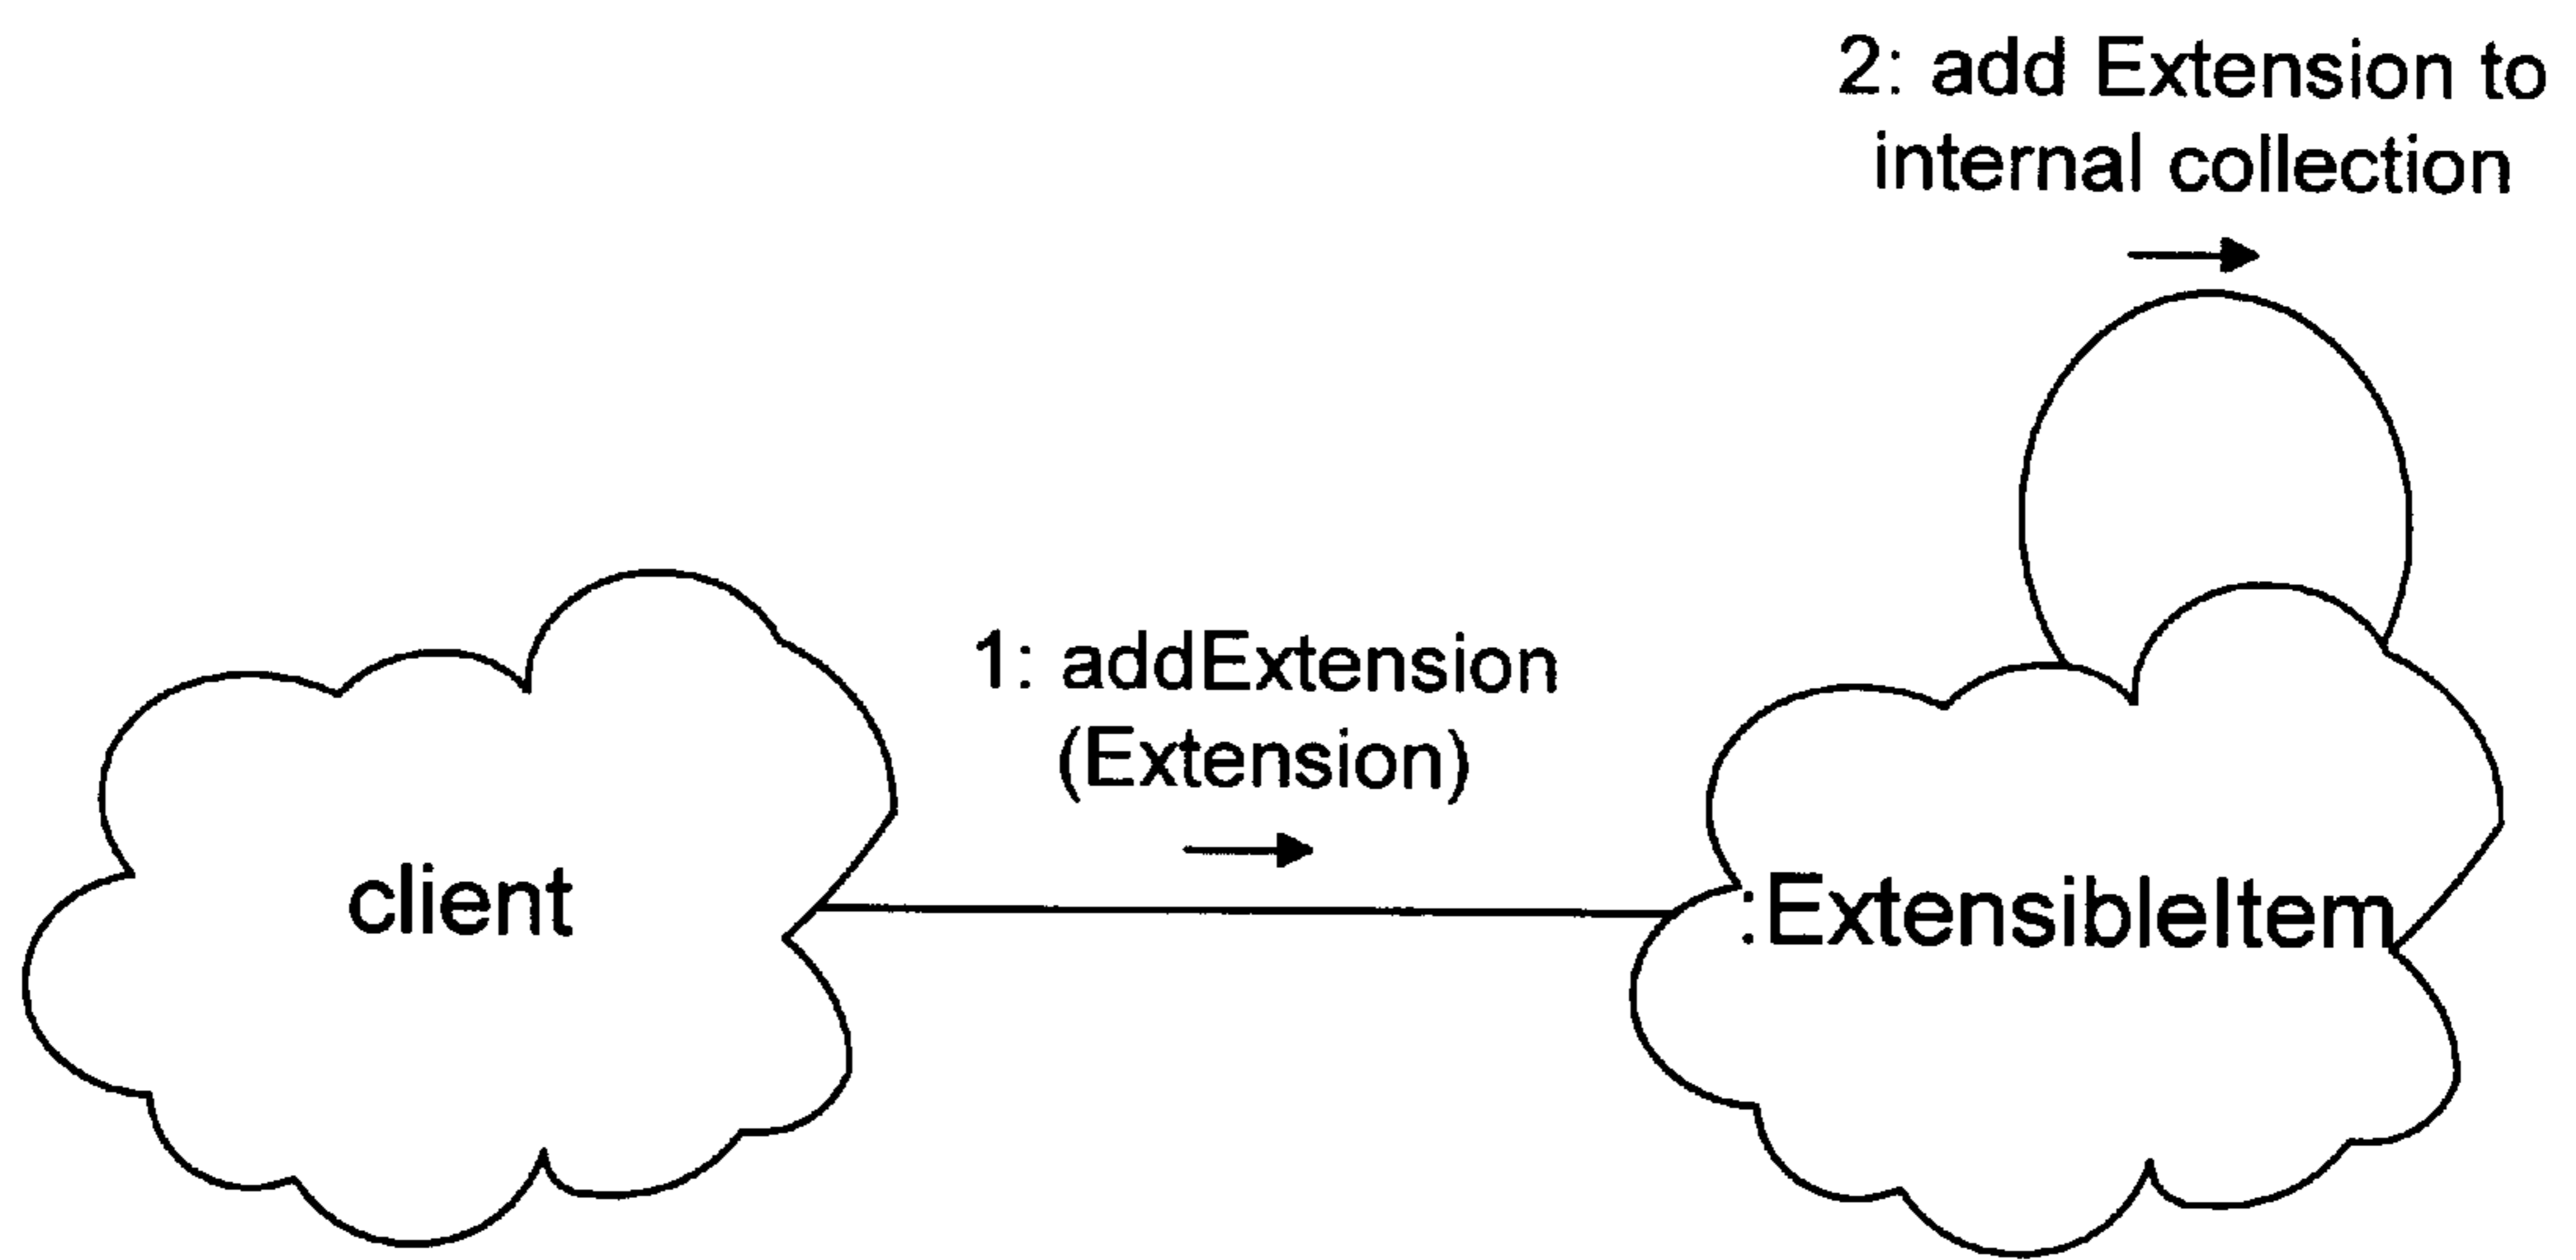 2: add Extension to
internal collection
1: addExtension
(Extension)
client
:ExtensibleItem